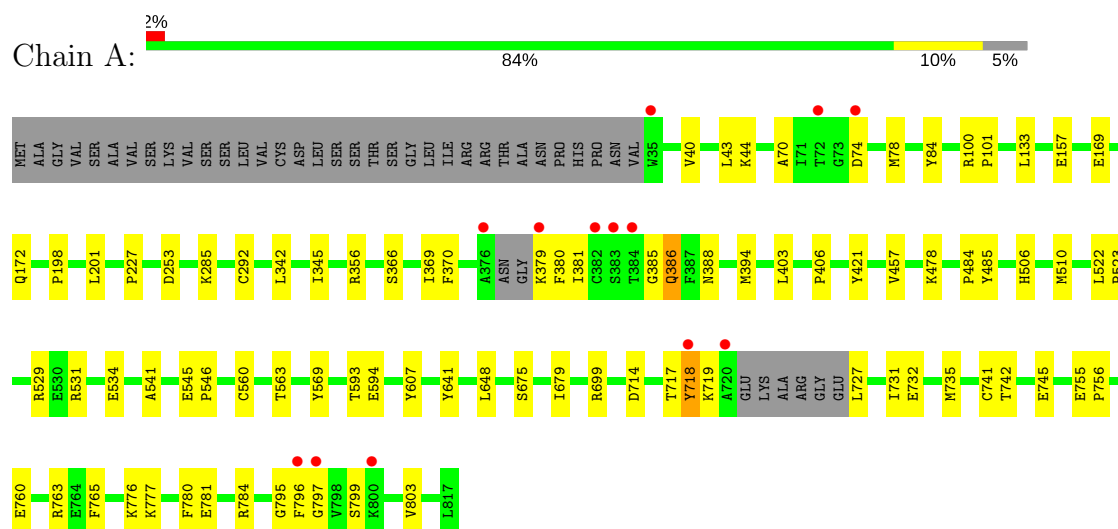 2%
Chain A:
84% 10% 5%
MET ALA GLY VAL SER ALA VAL SER LYS VAL SER SER LEU VAL CYS ASP LEU SER SER THR SER GLY LEU ILE ARG ARG THR ALA ASN PRO HIS PRO ASN VAL W35 V40 L43 K44 A70 I71 T72 G73 D74 M78 Y84 R100 P101 L133 E157 E169
Q172 P198 L201 P227 D253 K285 C292 L342 I345 R356 S366 I369 F370 A376 ASN GLY K379 F380 I381 C382 S383 T384 G385 Q386 F387 N388 M394 L403 P406 Y421 V457 K478 P484 Y485 H506 M510 L522
R529 E530 R531 E534 A541 E545 P546 C560 T563 Y569 T593 E594 Y607 Y641 L648 S675 I679 R699 D714 T717 Y718 K719 A720 GLU LYS ALA ARG GLY GLU L727 I731 E732 M735 C741 T742 E745 E755 P756
E760 R763 E764 F765 K776 K777 F780 E781 R784 G795 F796 G797 V798 S799 K800 V803 L817